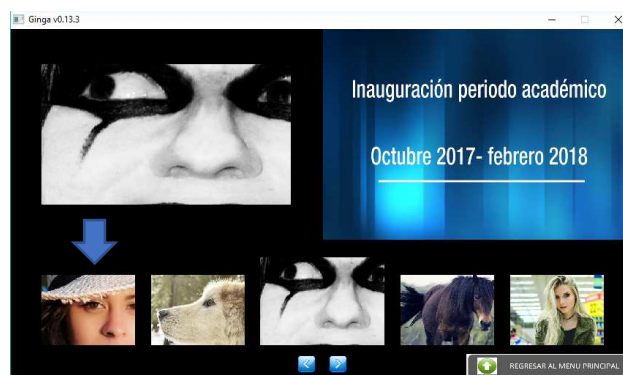 Ginga v0.13.3
Inauguración periodo académico
Octubre 2017- febrero 2018
REGRESAR AL MENU PRINCIPAL